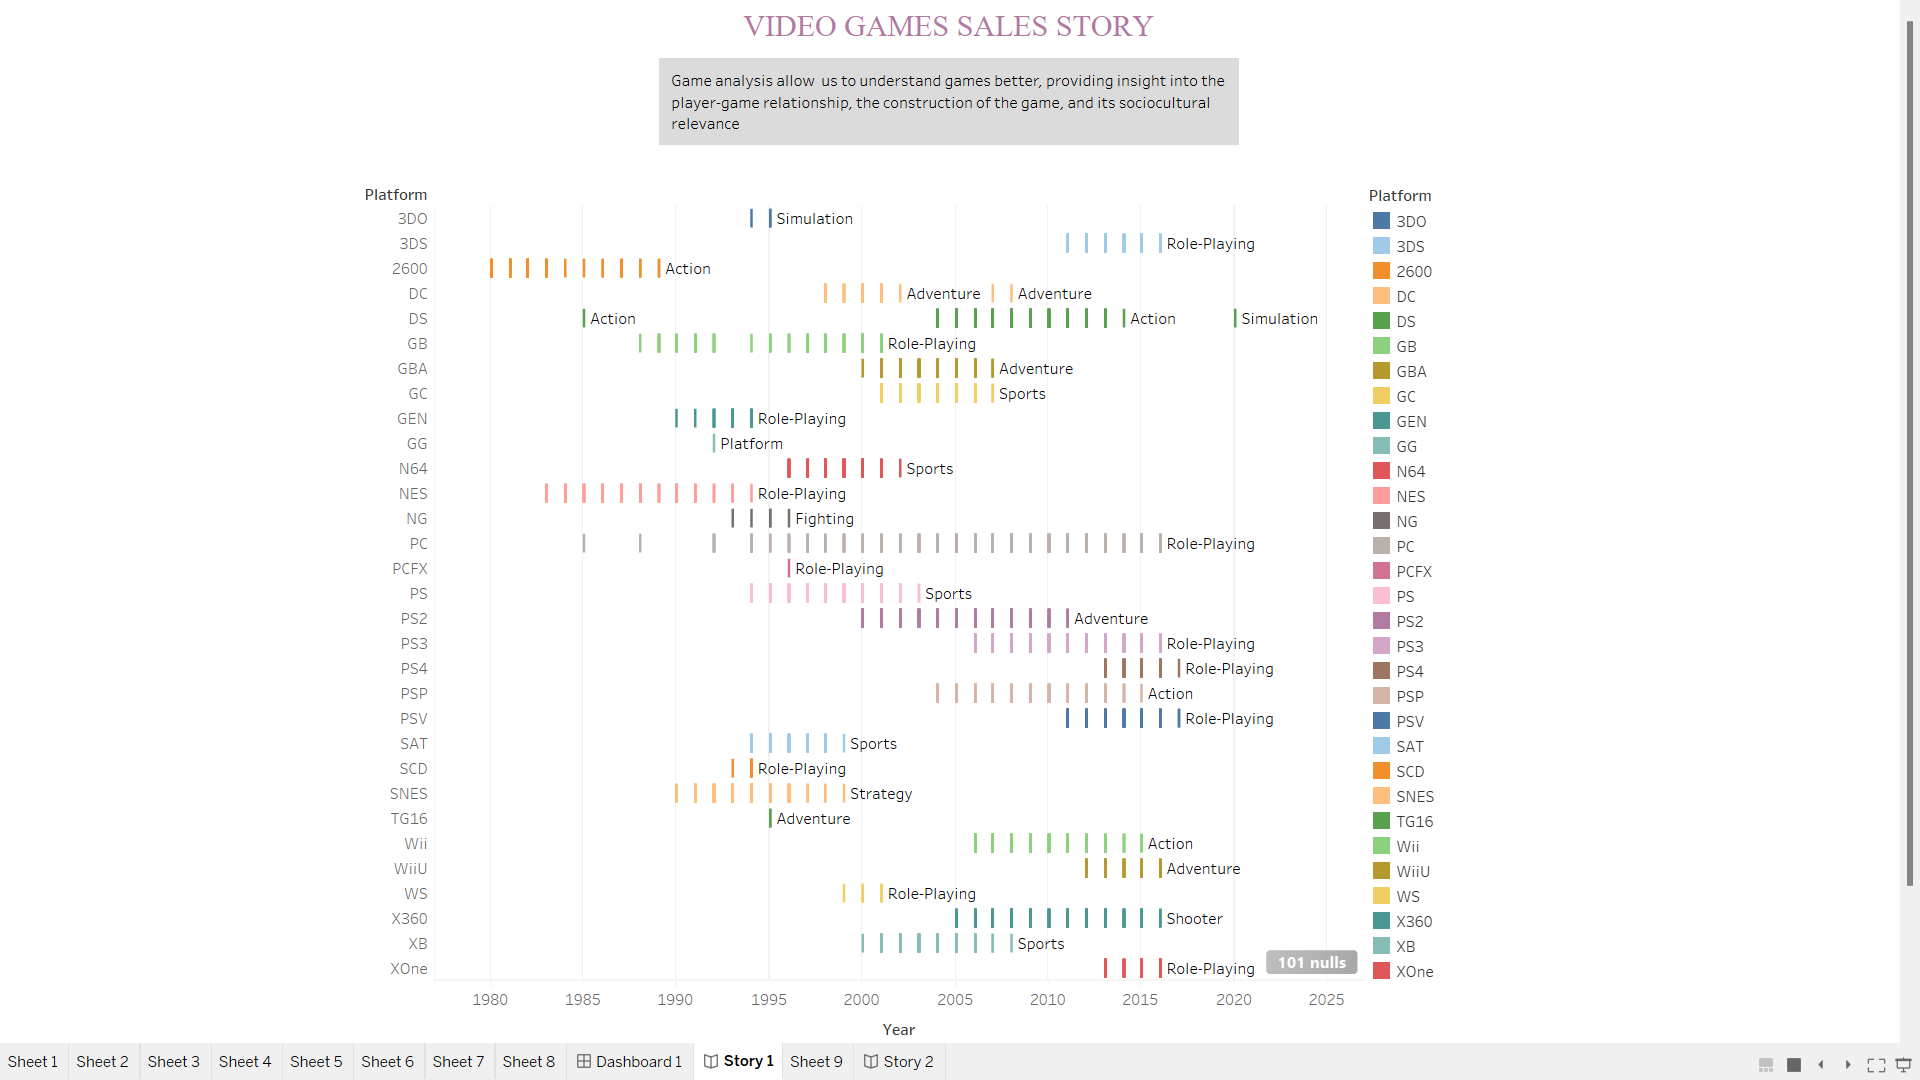 VIDEO GAMES SALES STORY
Game analysis allow  us to understand games better, providing insight into the
player-game relationship, the construction of the game, and its sociocultural
relevance
Platform
3DO Simulation
3DS Role-Playing
2600 Action
DC Adventure Adventure
DS Action Action Simulation
GB Role-Playing
GBA Adventure
GC Sports
GEN Role-Playing
GG Platform
N64 Sports
NES Role-Playing
NG Fighting
PC Role-Playing
PCFX Role-Playing
PS Sports
PS2 Adventure
PS3 Role-Playing
PS4 Role-Playing
PSP Action
PSV Role-Playing
SAT Sports
SCD Role-Playing
SNES Strategy
TG16 Adventure
Wii Action
WiiU Adventure
WS Role-Playing
X360 Shooter
XB Sports
XOne Role-Playing
101 nulls
1980 1985 1990 1995 2000 2005 2010 2015 2020 2025
Year
Platform
3DO
3DS
2600
DC
DS
GB
GBA
GC
GEN
GG
N64
NES
NG
PC
PCFX
PS
PS2
PS3
PS4
PSP
PSV
SAT
SCD
SNES
TG16
Wii
WiiU
WS
X360
XB
XOne
Sheet 1 Sheet 2 Sheet 3 Sheet 4 Sheet 5 Sheet 6 Sheet 7 Sheet 8 Dashboard 1 Story 1 Sheet 9 Story 2